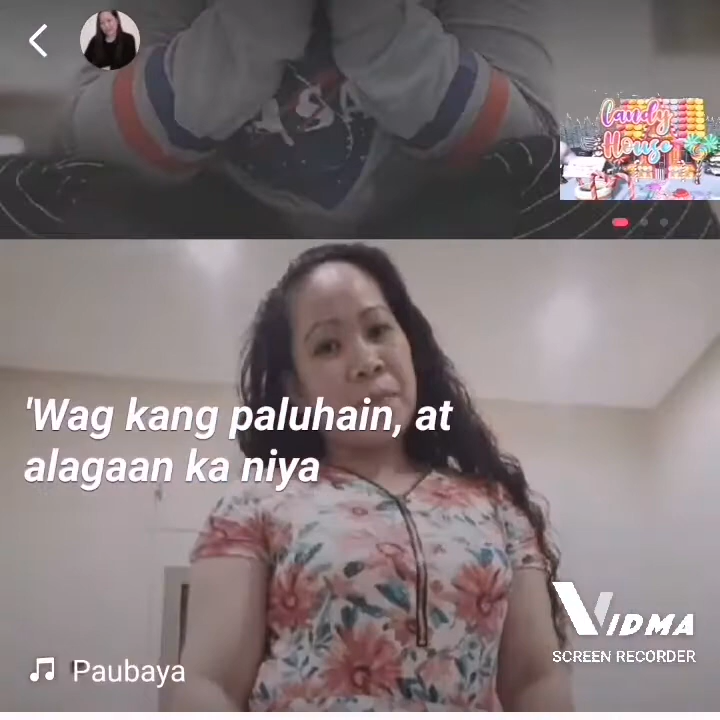 Candy
House
'Wag kang paluhain, at
alagaan ka niya
VIDMA
SCREEN RECORDER
Paubaya